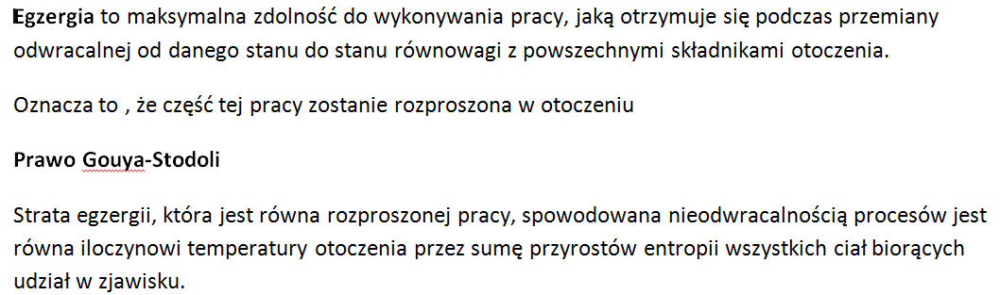 Egzergia to maksymalna zdolność do wykonywania pracy, jaką otrzymuje się podczas przemiany
odwracalnej od danego stanu do stanu równowagi z powszechnymi składnikami otoczenia.
Oznacza to , że część tej pracy zostanie rozproszona w otoczeniu
Prawo Gouya-Stodoli
Strata egzergii, która jest równa rozproszonej pracy, spowodowana nieodwracalnością procesów jest
równa iloczynowi temperatury otoczenia przez sumę przyrostów entropii wszystkich ciał biorących
udział w zjawisku.